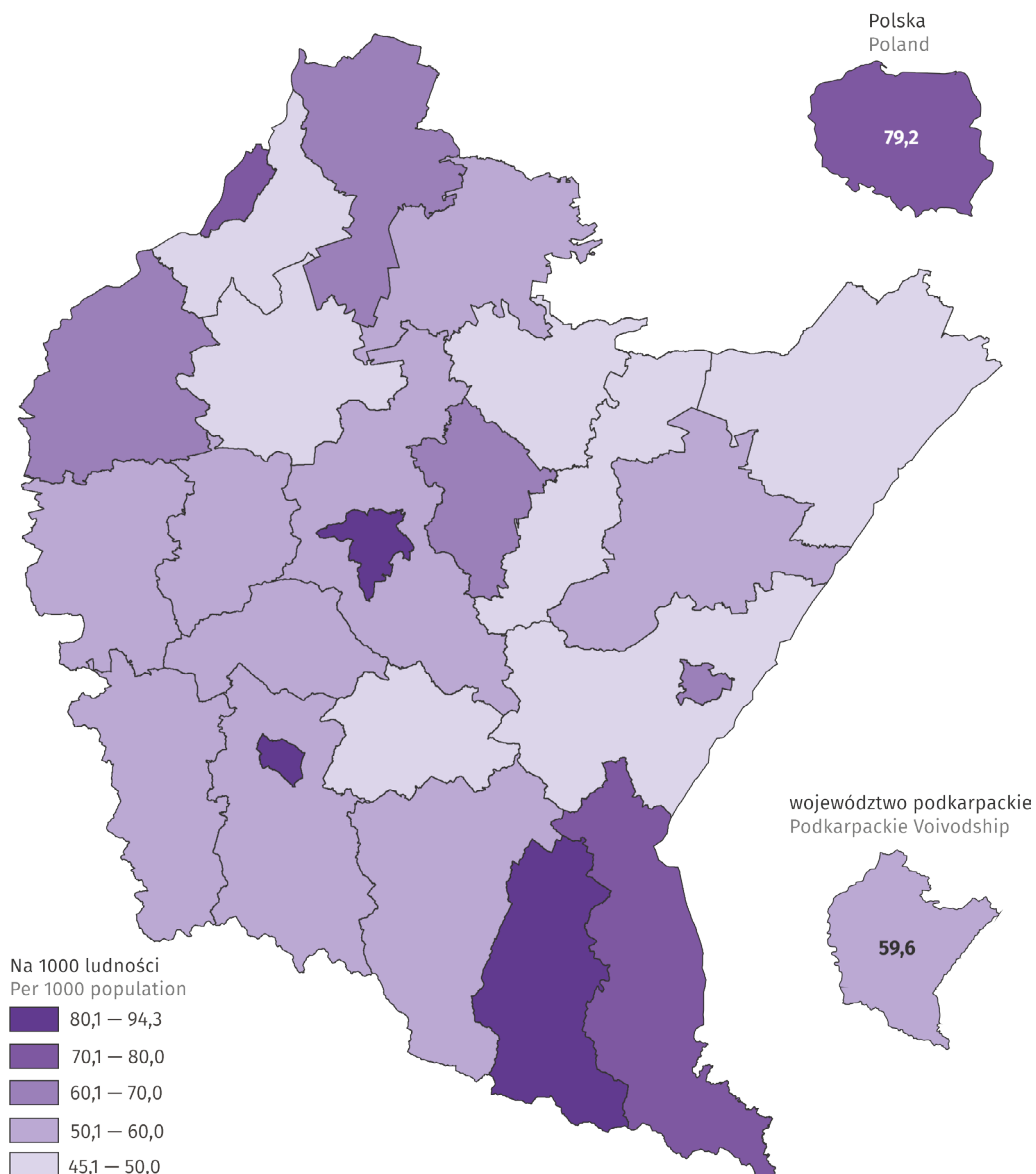 Polska
Poland
79,2
województwo podkarpackie
Podkarpackie Voivodship
59,6
Na 1000 ludności
Per 1000 population
80,1 — 94,3
70,1 — 80,0
60,1 — 70,0
50,1 — 60,0
45,1 — 50,0